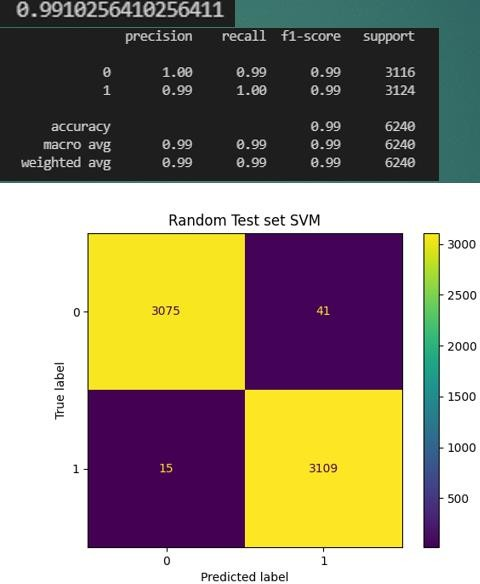 0.9910256410256411
precision recall f1-score support
0 1.00 0.99 0.99 3116
1 0.99 1.00 0.99 3124
accuracy 0.99 6240
macro avg 0.99 0.99 0.99 6240
weighted avg 0.99 0.99 0.99 6240
Random Test set SVM
3000
2500
2000
1500
1000
500
True label
0
3075 41
1
15 3109
0 1
Predicted label